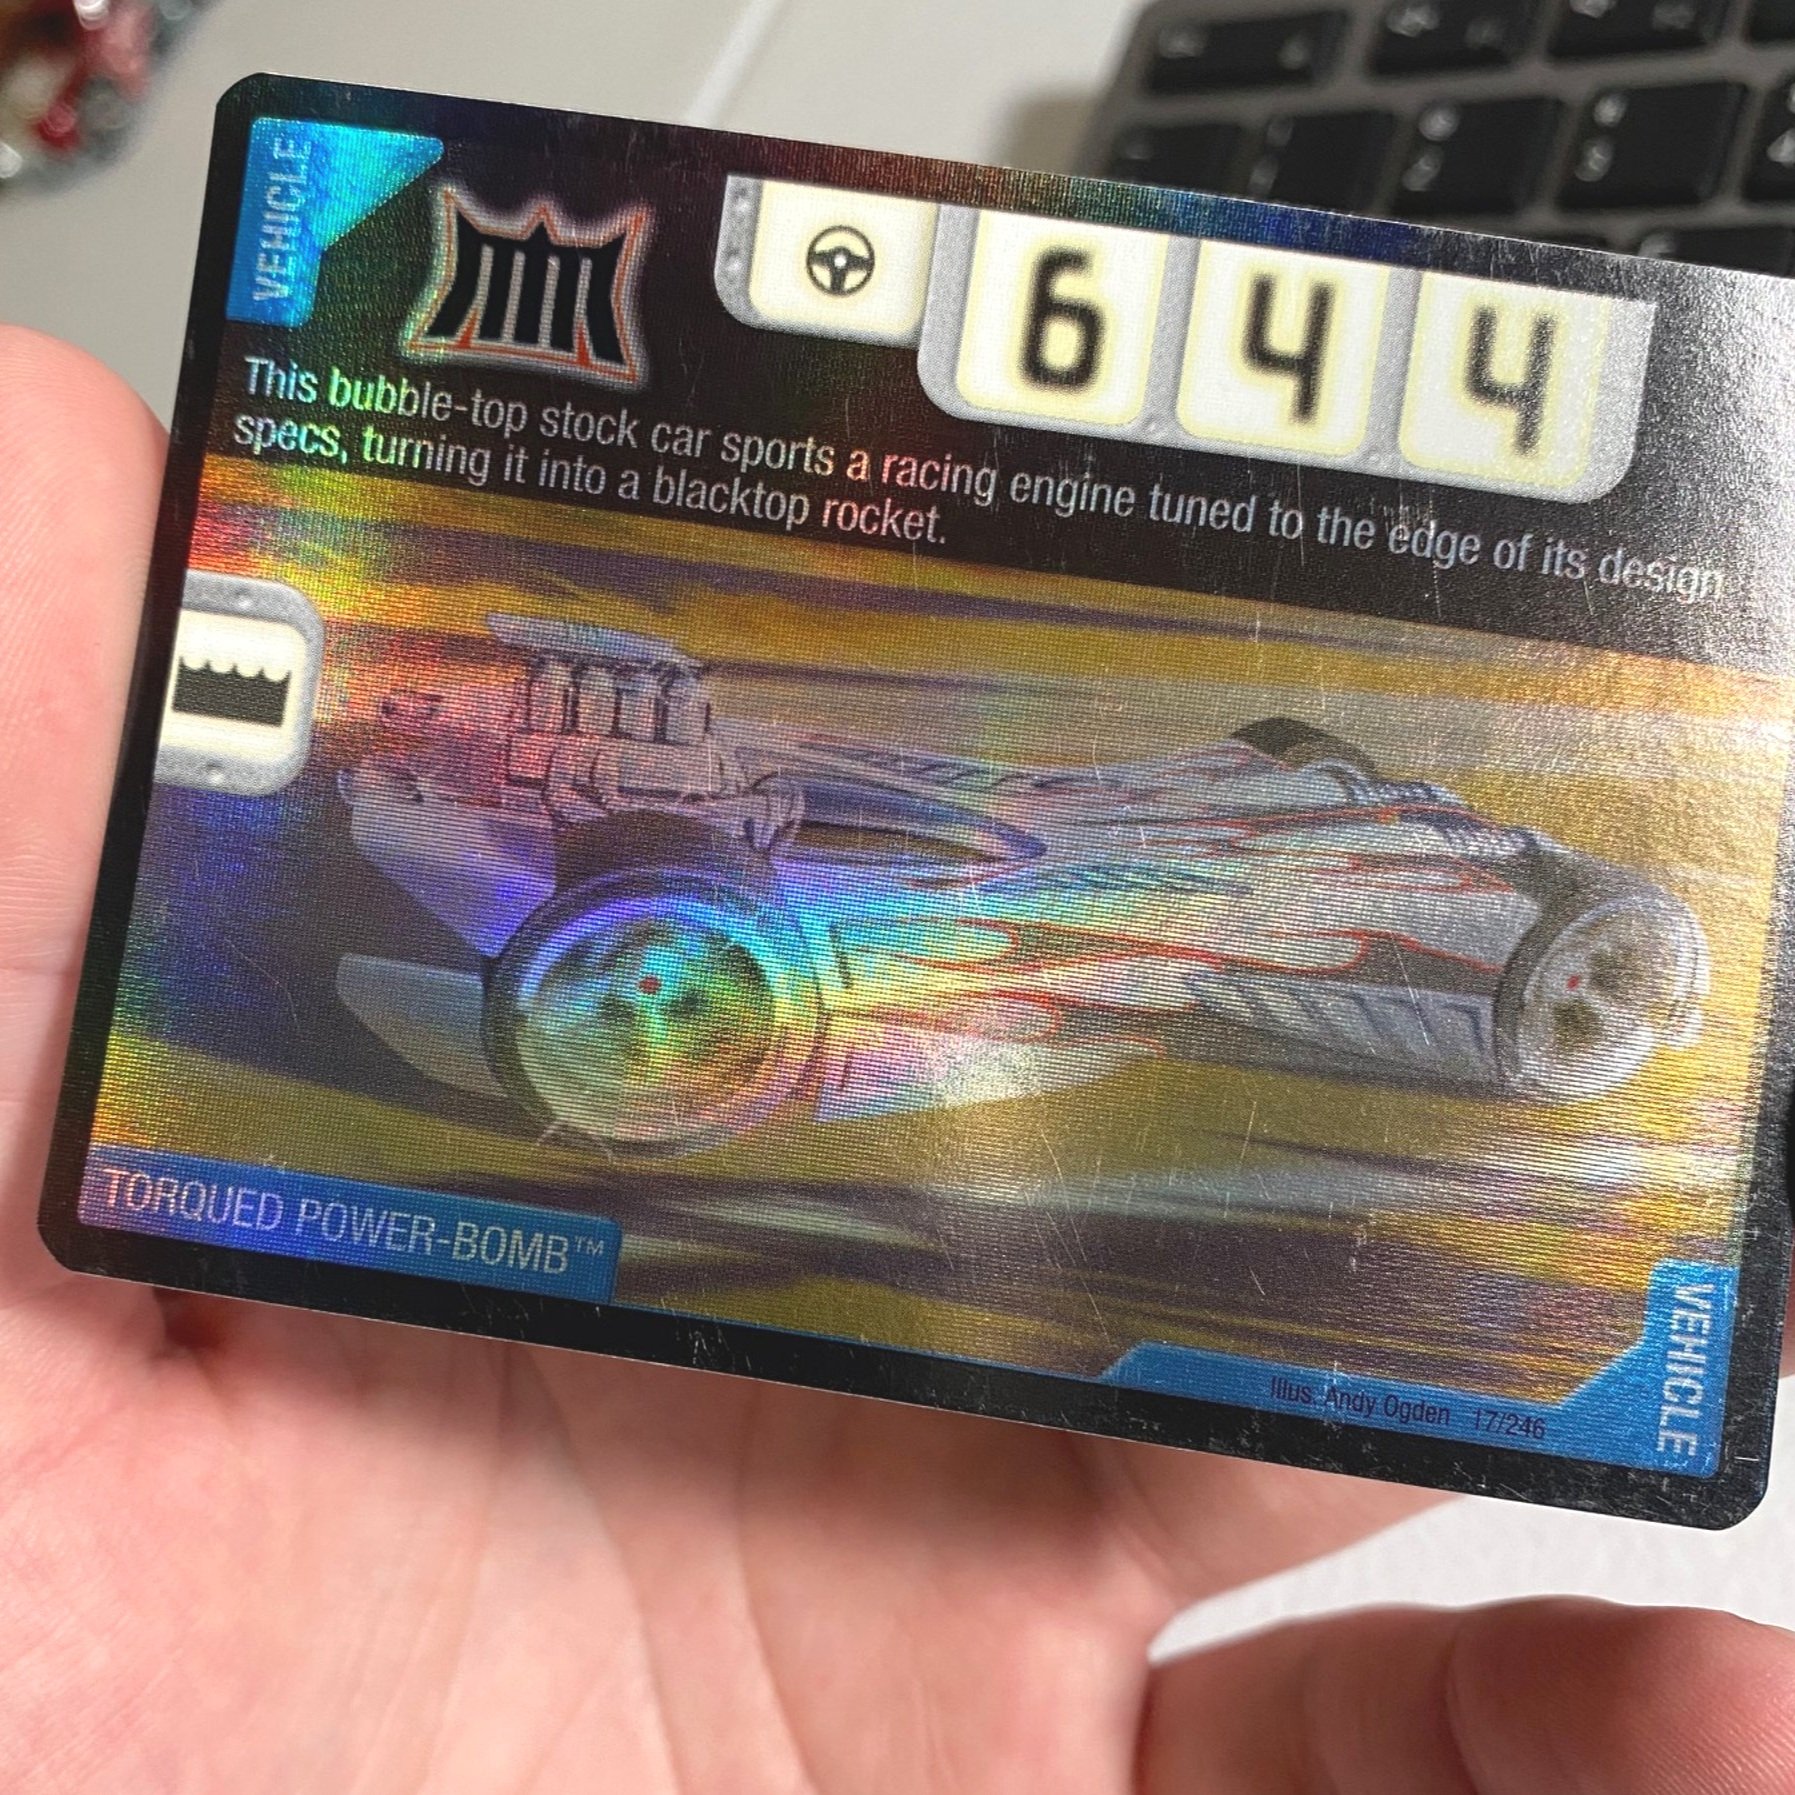 VEHICLE
6 4 4
This bubble-top stock car sports a racing engine tuned to the edge of its design
specs, turning it into a blacktop rocket.
TORQUED POWER-BOMB™
Illus. Andy Ogden 17/246
VEHICLE